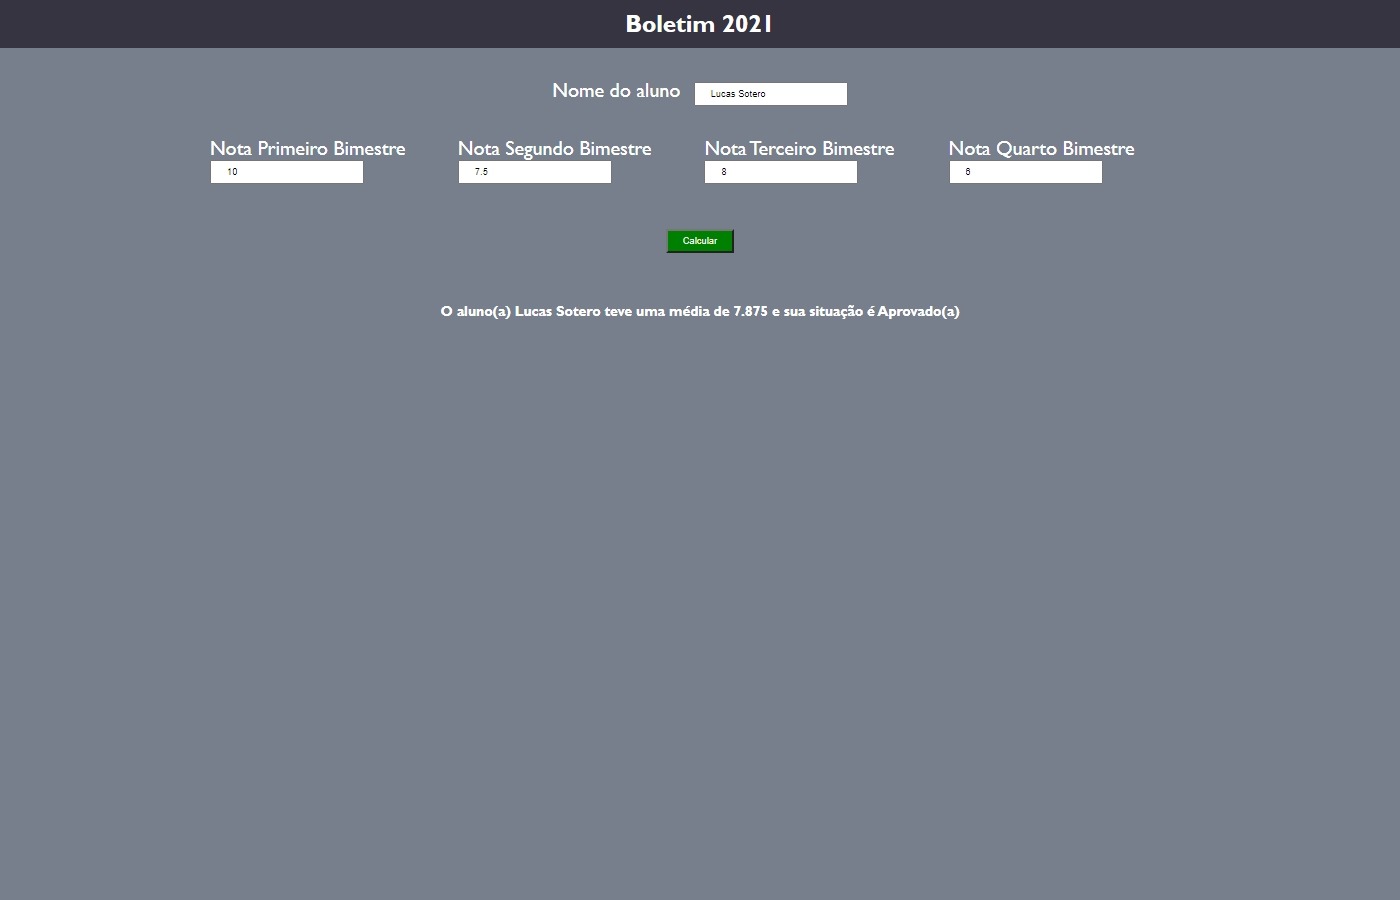 Boletim 2021
Nome do aluno Lucas Sotero
Nota Primeiro Bimestre Nota Segundo Bimestre Nota Terceiro Bimestre Nota Quarto Bimestre
10 7.5 8 6
Calcular
O aluno(a) Lucas Sotero teve uma média de 7.875 e sua situação é Aprovado(a)